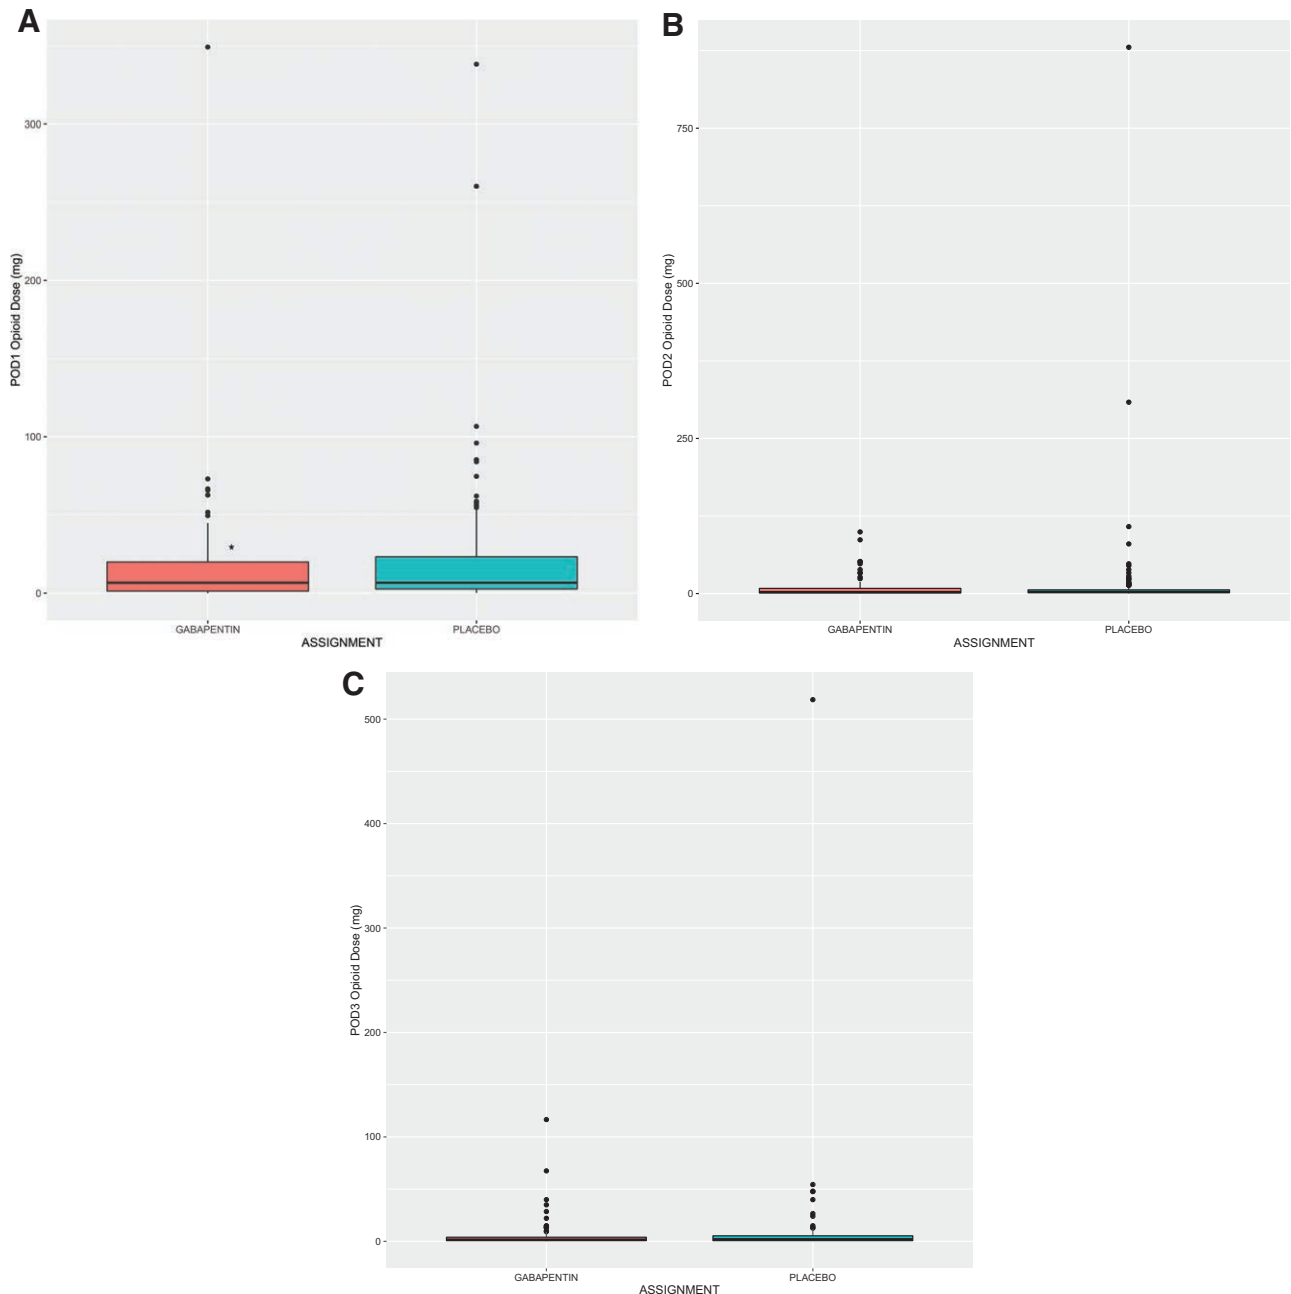 A
POD1 Opioid Dose (mg)
300
200
100
0
*
GABAPENTIN
PLACEBO
ASSIGNMENT
B
POD2 Opioid Dose (mg)
750
500
250
0
GABAPENTIN
PLACEBO
ASSIGNMENT
C
POD3 Opioid Dose (mg)
500
400
300
200
100
0
GABAPENTIN
PLACEBO
ASSIGNMENT